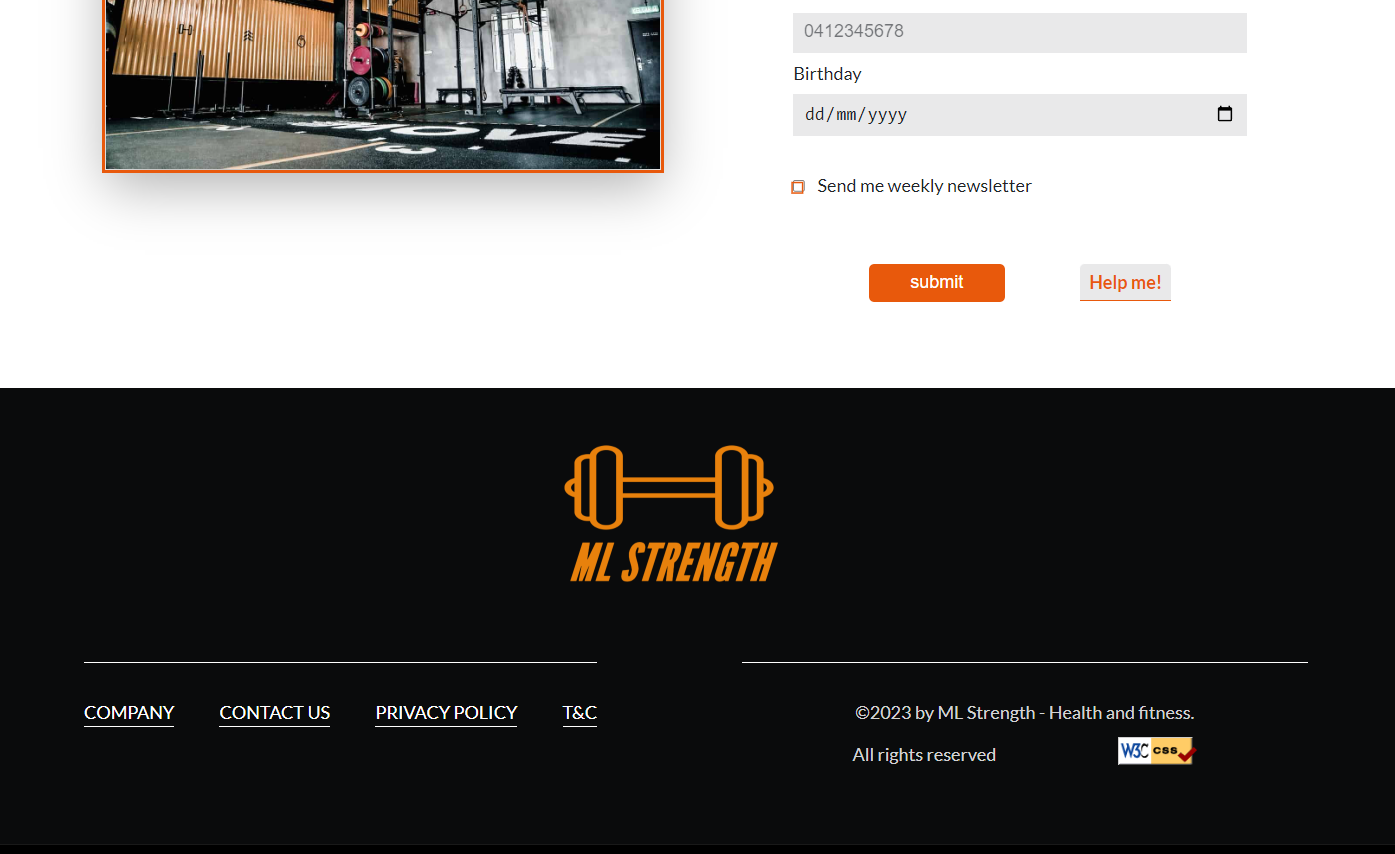 MOVE
0412345678
Birthday
dd/mm/yyyy
Send me weekly newsletter
submit
Help me!
ML STRENGTH
COMPANY
CONTACT US
PRIVACY POLICY
T&C
©2023 by ML Strength - Health and fitness.
All rights reserved
W3C css